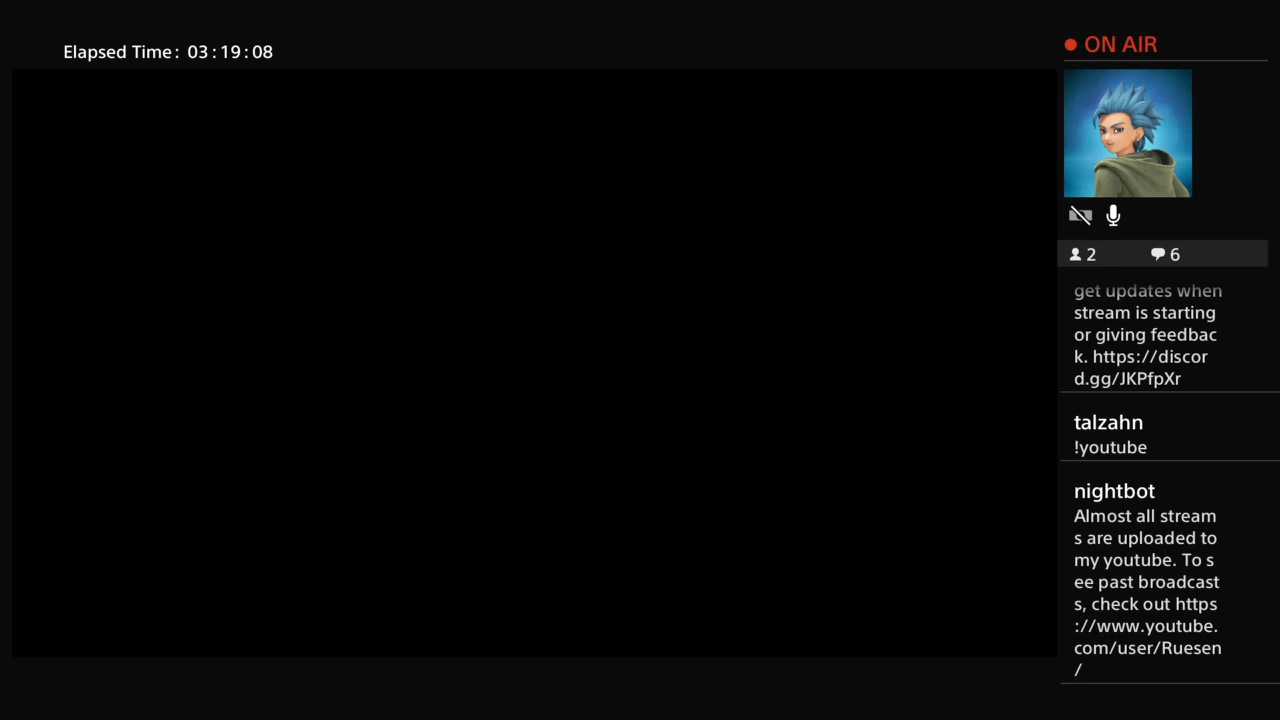 Elapsed Time: 03:19:08
ON AIR
2
6
get updates when
stream is starting
or giving feedbac
k. https://discor
d.gg/JKPfpXr
talzahn
!youtube
nightbot
Almost all stream
s are uploaded to
my youtube. To s
ee past broadcast
s, check out https
://www.youtube.
com/user/Ruesen
/